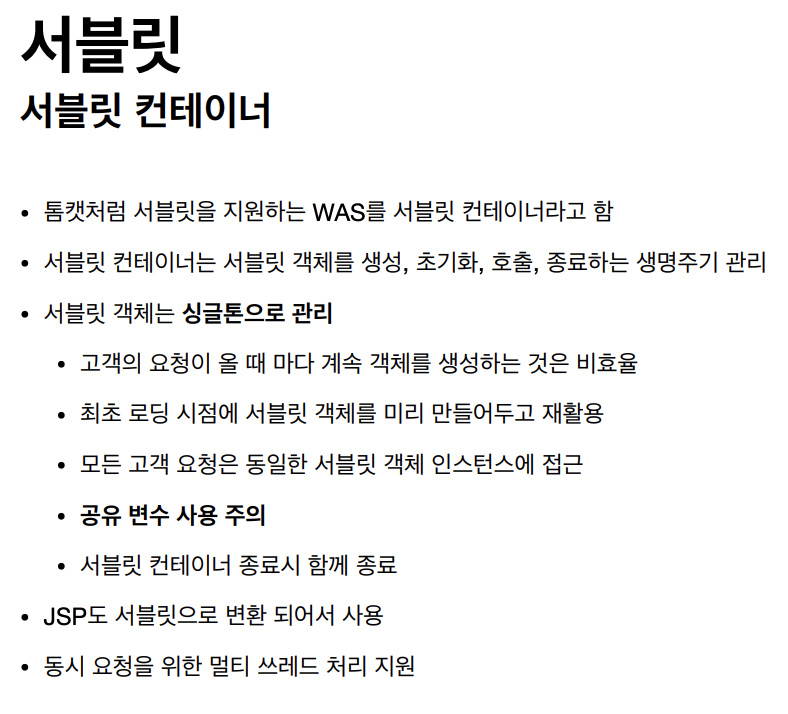 서블릿
서블릿 컨테이너
• 톰캣처럼 서블릿을 지원하는 WAS를 서블릿 컨테이너라고 함
• 서블릿 컨테이너는 서블릿 객체를 생성, 초기화, 호출, 종료하는 생명주기 관리
• 서블릿 객체는 싱글톤으로 관리
• 고객의 요청이 올 때 마다 계속 객체를 생성하는 것은 비효율
• 최초 로딩 시점에 서블릿 객체를 미리 만들어두고 재활용
• 모든 고객 요청은 동일한 서블릿 객체 인스턴스에 접근
• 공유 변수 사용 주의
• 서블릿 컨테이너 종료시 함께 종료
• JSP도 서블릿으로 변환 되어서 사용
• 동시 요청을 위한 멀티 쓰레드 처리 지원